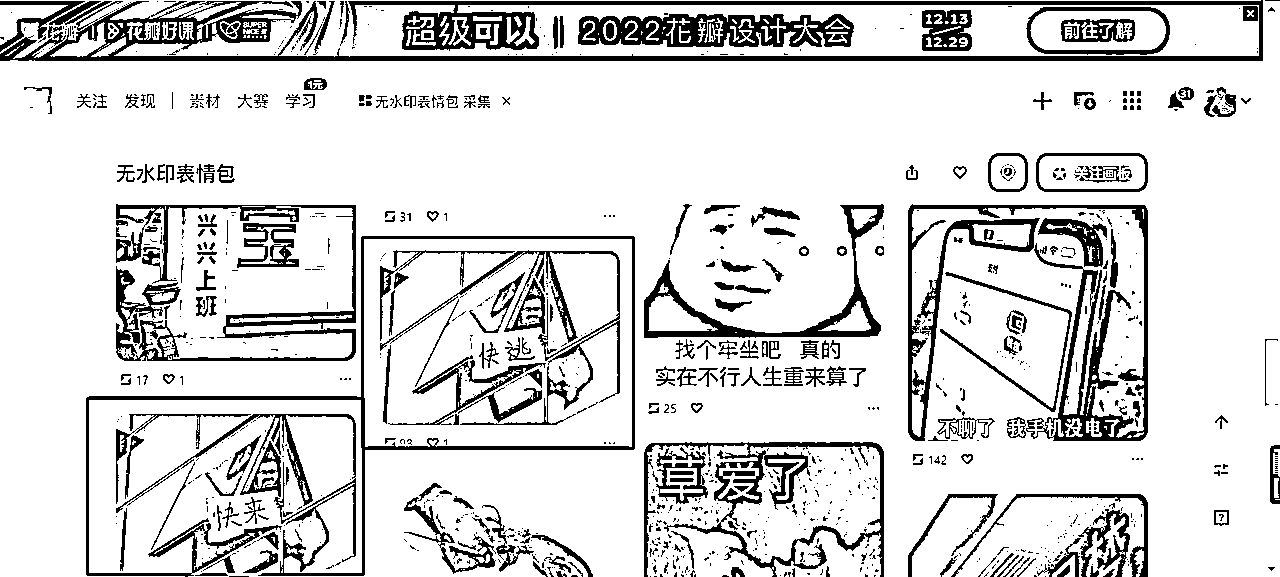 花瓣 | 花瓣好课 |
超级可以 || 2022花瓣设计大会
12.13
12.29
前往了解
关注 发现 | 素材 大赛 学习 1元
无水印表情包 采集 ×
31
无水印表情包
关注画板
兴兴上班
17 1
31 1
快逃
93 1
快来
找个牢坐吧 真的
实在不行人生重来算了
25
草 爱了
不聊了 我手机没电了
142